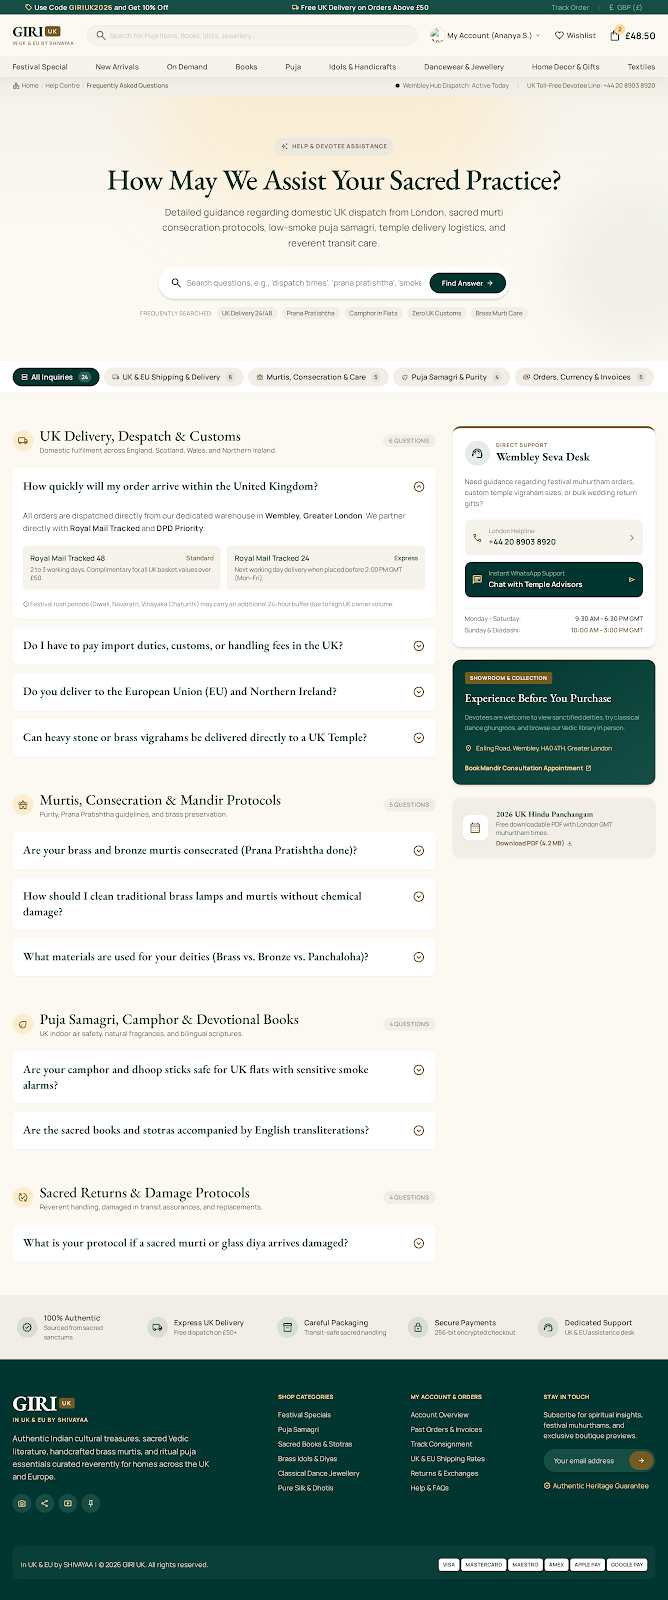 Use Code GIRIUK2026 and Get 10% Off
Free UK Delivery on Orders Above £50
Track Order
£ GBP (£)
GIRI UK
IN UK & EU BY SHIVAYAA
Search for Puja Items, Books, Idols, Jewellery...
My Account (Ananya S.)
Wishlist
2
£48.50
Festival Special
New Arrivals
On Demand
Books
Puja
Idols & Handicrafts
Dancewear & Jewellery
Home Decor & Gifts
Textiles
Home / Help Centre / Frequently Asked Questions
Wembley Hub Dispatch: Active Today
UK Toll-Free Devotee Line: +44 20 8903 8920
HELP & DEVOTEE ASSISTANCE
How May We Assist Your Sacred Practice?
Detailed guidance regarding domestic UK dispatch from London, sacred murti
consecration protocols, low-smoke puja samagri, temple delivery logistics, and
reverent transit care.
Search questions, e.g., 'dispatch times', 'prana pratishtha', 'smoke
Find Answer →
FREQUENTLY SEARCHED:
UK Delivery 24/48
Prana Pratishtha
Camphor in Flats
Zero UK Customs
Brass Murti Care
All Inquiries 24
UK & EU Shipping & Delivery 6
Murtis, Consecration & Care 5
Puja Samagri & Purity 4
Orders, Currency & Invoices 5
UK Delivery, Despatch & Customs
Domestic fulfilment across England, Scotland, Wales, and Northern Ireland.
6 QUESTIONS
How quickly will my order arrive within the United Kingdom?
All orders are dispatched directly from our dedicated warehouse in Wembley, Greater London. We partner
directly with Royal Mail Tracked and DPD Priority:
Royal Mail Tracked 48
Standard
2 to 3 working days. Complimentary for all UK basket values over
£50.
Royal Mail Tracked 24
Express
Next working day delivery when placed before 2:00 PM GMT
(Mon-Fri).
Festival rush periods (Diwali, Navaratri, Vinayaka Chaturthi) may carry an additional 24-hour buffer due to high UK carrier volume.
Do I have to pay import duties, customs, or handling fees in the UK?
Do you deliver to the European Union (EU) and Northern Ireland?
Can heavy stone or brass vigrahams be delivered directly to a UK Temple?
Murtis, Consecration & Mandir Protocols
Purity, Prana Pratishtha guidelines, and brass preservation.
5 QUESTIONS
Are your brass and bronze murtis consecrated (Prana Pratishtha done)?
How should I clean traditional brass lamps and murtis without chemical
damage?
What materials are used for your deities (Brass vs. Bronze vs. Panchaloha)?
Puja Samagri, Camphor & Devotional Books
UK indoor air safety, natural fragrances, and bilingual scriptures.
4 QUESTIONS
Are your camphor and dhoop sticks safe for UK flats with sensitive smoke
alarms?
Are the sacred books and stotras accompanied by English transliterations?
Sacred Returns & Damage Protocols
Reverent handling, damaged in transit assurances, and replacements.
4 QUESTIONS
What is your protocol if a sacred murti or glass diya arrives damaged?
DIRECT SUPPORT
Wembley Seva Desk
Need guidance regarding festival muhurtham orders,
custom temple vigraham sizes, or bulk wedding return
gifts?
London Helpline
+44 20 8903 8920
Instant WhatsApp Support
Chat with Temple Advisors
Monday – Saturday: 9:30 AM – 6:30 PM GMT
Sunday & Ekadashi: 10:00 AM – 3:00 PM GMT
SHOWROOM & COLLECTION
Experience Before You Purchase
Devotees are welcome to view sanctified deities, try classical
dance ghungroos, and browse our Vedic library in person.
Ealing Road, Wembley, HA0 4TH, Greater London
Book Mandir Consultation Appointment
2026 UK Hindu Panchangam
Free downloadable PDF with London GMT
muhurtham times.
Download PDF (4.2 MB)
100% Authentic
Sourced from sacred
sanctums
Express UK Delivery
Free dispatch on £50+
Careful Packaging
Transit-safe sacred handling
Secure Payments
256-bit encrypted checkout
Dedicated Support
UK & EU assistance desk
GIRI UK
IN UK & EU BY SHIVAYAA
Authentic Indian cultural treasures, sacred Vedic
literature, handcrafted brass murtis, and ritual puja
essentials curated reverently for homes across the UK
and Europe.
SHOP CATEGORIES
Festival Specials
Puja Samagri
Sacred Books & Stotras
Brass Idols & Diyas
Classical Dance Jewellery
Pure Silk & Dhotis
MY ACCOUNT & ORDERS
Account Overview
Past Orders & Invoices
Track Consignment
UK & EU Shipping Rates
Returns & Exchanges
Help & FAQs
STAY IN TOUCH
Subscribe for spiritual insights,
festival muhurthams, and
exclusive boutique previews.
Your email address
Authentic Heritage Guarantee
In UK & EU by SHIVAYAA | © 2026 GIRI UK. All rights reserved.
VISA
MASTERCARD
MAESTRO
AMEX
APPLE PAY
GOOGLE PAY